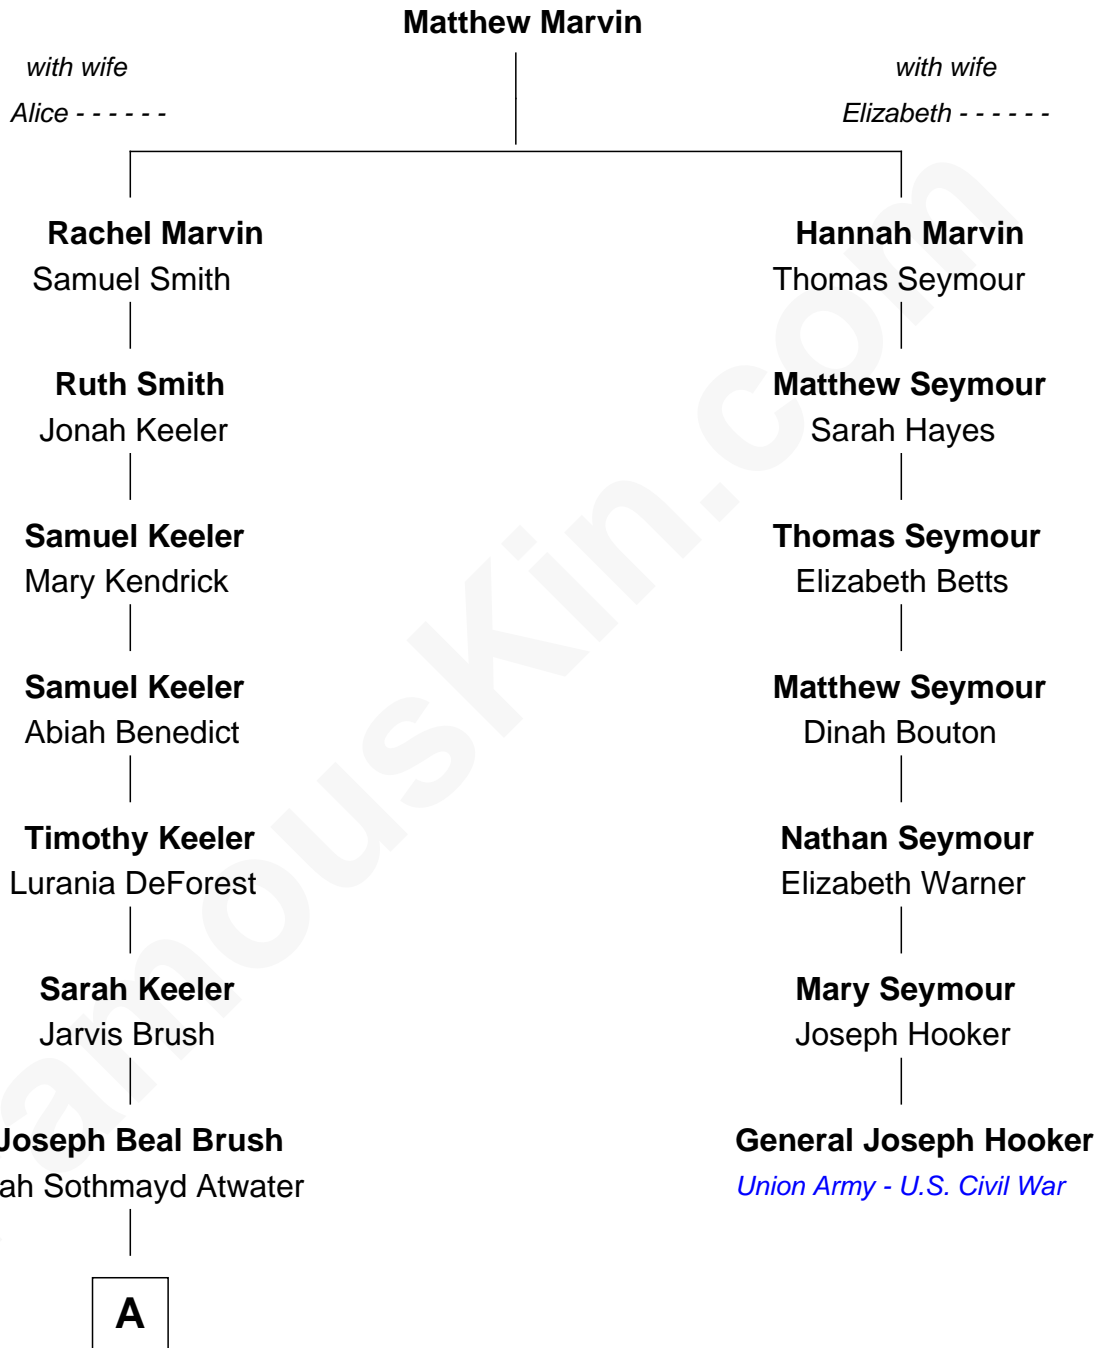 Matthew Marvin
with wife
Alice - - - - - -
with wife
Elizabeth - - - - - -
Rachel Marvin
Samuel Smith
Hannah Marvin
Thomas Seymour
Ruth Smith
Jonah Keeler
Matthew Seymour
Sarah Hayes
Samuel Keeler
Mary Kendrick
Thomas Seymour
Elizabeth Betts
Samuel Keeler
Abiah Benedict
Matthew Seymour
Dinah Bouton
Timothy Keeler
Lurania DeForest
Nathan Seymour
Elizabeth Warner
Sarah Keeler
Jarvis Brush
Mary Seymour
Joseph Hooker
Joseph Beal Brush
ah Sothmayd Atwater
General Joseph Hooker
Union Army - U.S. Civil War
A
amousKin.com